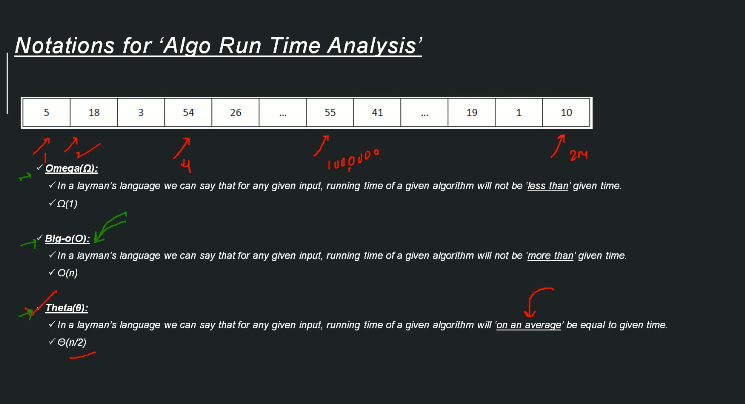 Notations for ‘Algo Run Time Analysis’
5 18 3 54 26 ... 55 41 ... 19 1 10
1 2 4 1000000 2M
✓ Omega(Ω):
✓ In a layman's language we can say that for any given input, running time of a given algorithm will not be 'less than' given time.
✓ Ω(1)
✓ Big-o(O):
✓ In a layman's language we can say that for any given input, running time of a given algorithm will not be 'more than' given time.
✓ O(n)
✓ Theta(θ):
✓ In a layman's language we can say that for any given input, running time of a given algorithm will 'on an average' be equal to given time.
✓ Θ(n/2)